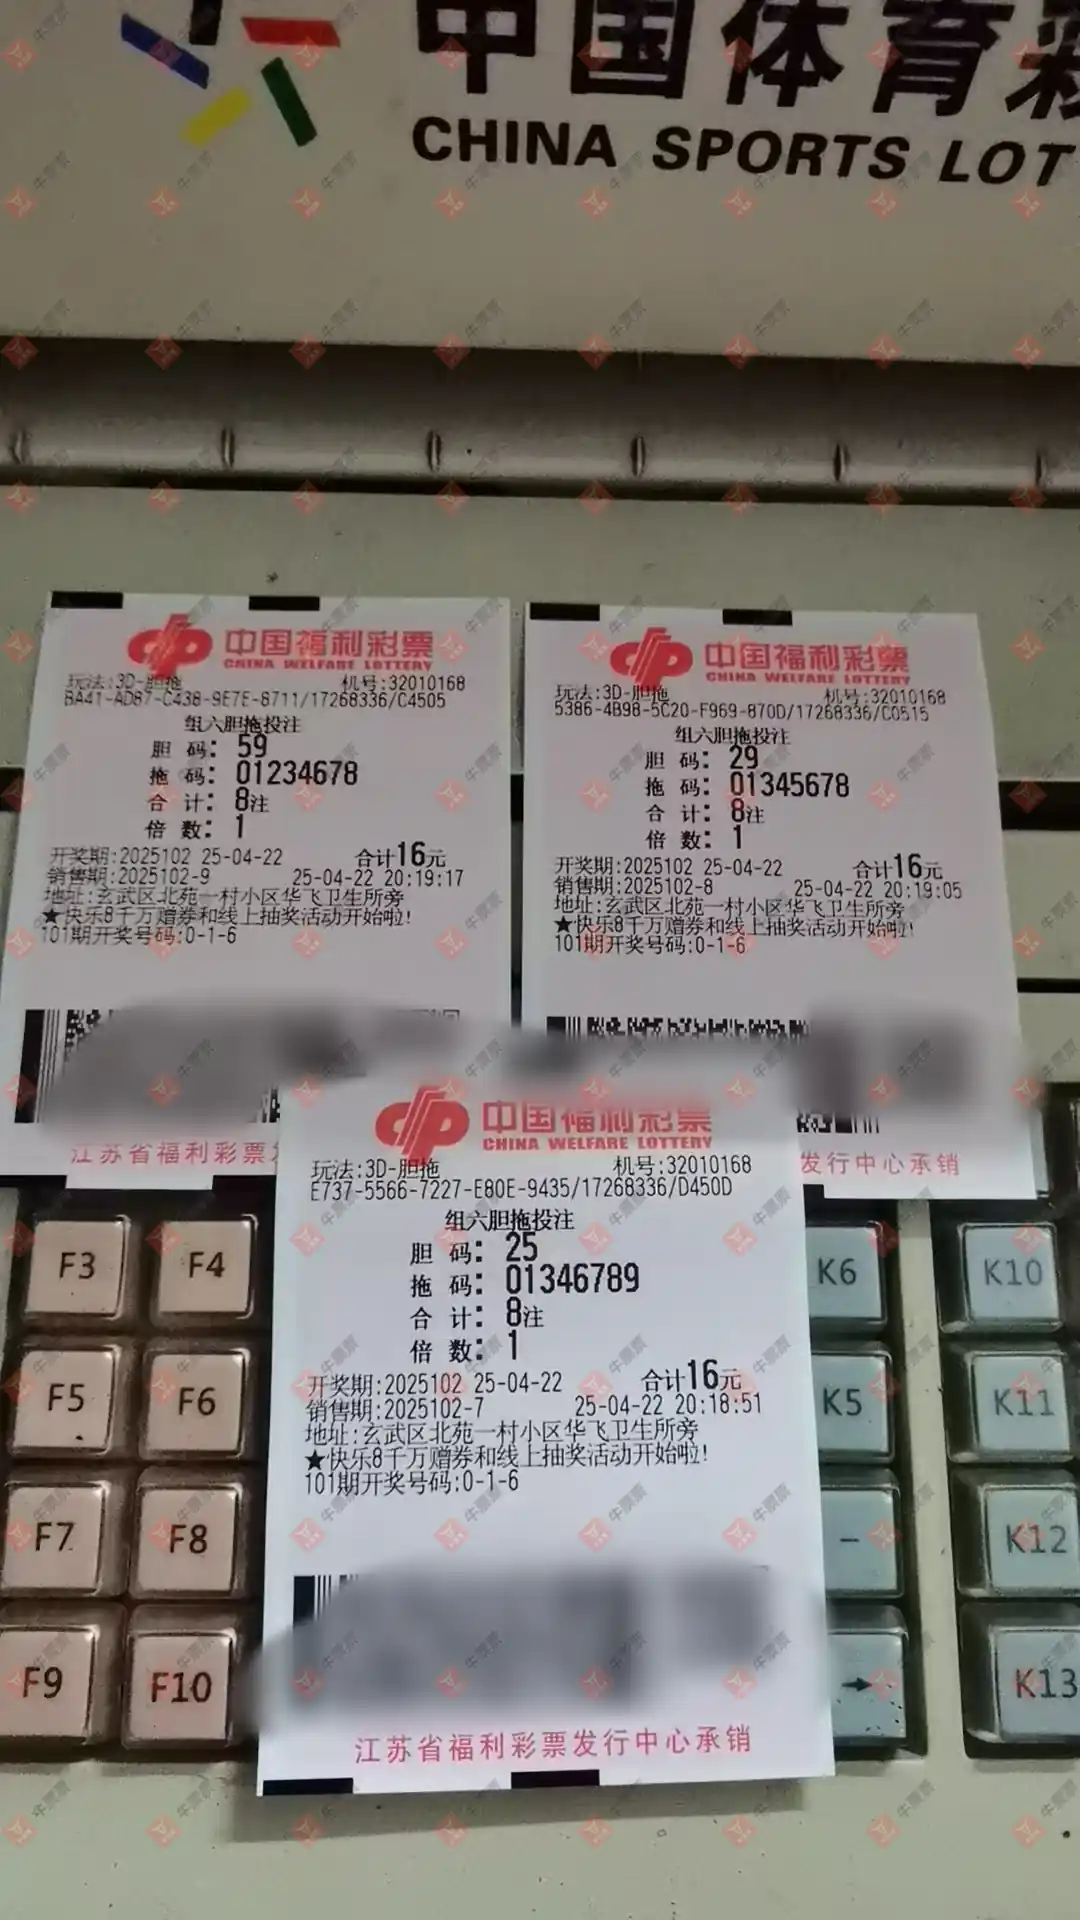 中国体育彩
CHINA SPORTS LOT
中国福利彩票
CHINA WELFARE LOTTERY
玩法:3D-胆拖 机号:32010168
BA41-AD87-C438-9E7E-8711/17268336/C4505
组六胆拖投注
胆 码: 59
拖 码: 01234678
合 计: 8注
倍 数: 1
开奖期:2025102 25-04-22 合计16元
销售期:2025102-9 25-04-22 20:19:17
地址:玄武区北苑一村小区华飞卫生所旁
★快乐8千万赠券和线上抽奖活动开始啦!
101期开奖号码:0-1-6
江苏省福利彩票
中国福利彩票
CHINA WELFARE LOTTERY
玩法:3D-胆拖 机号:32010168
5386-4B98-5C20-F969-870D/17268336/C0515
组六胆拖投注
胆 码: 29
拖 码: 01345678
合 计: 8注
倍 数: 1
开奖期:2025102 25-04-22 合计16元
销售期:2025102-8 25-04-22 20:19:05
地址:玄武区北苑一村小区华飞卫生所旁
★快乐8千万赠券和线上抽奖活动开始啦!
101期开奖号码:0-1-6
发行中心承销
中国福利彩票
CHINA WELFARE LOTTERY
玩法:3D-胆拖 机号:32010168
E737-5566-7227-E80E-9435/17268336/D450D
组六胆拖投注
胆 码: 25
拖 码: 01346789
合 计: 8注
倍 数: 1
开奖期:2025102 25-04-22 合计16元
销售期:2025102-7 25-04-22 20:18:51
地址:玄武区北苑一村小区华飞卫生所旁
★快乐8千万赠券和线上抽奖活动开始啦!
101期开奖号码:0-1-6
江苏省福利彩票发行中心承销
F3 F4 K6 K10
F5 F6 K5 K11
F7 F8 - K12
F9 F10 → K13
牛票票